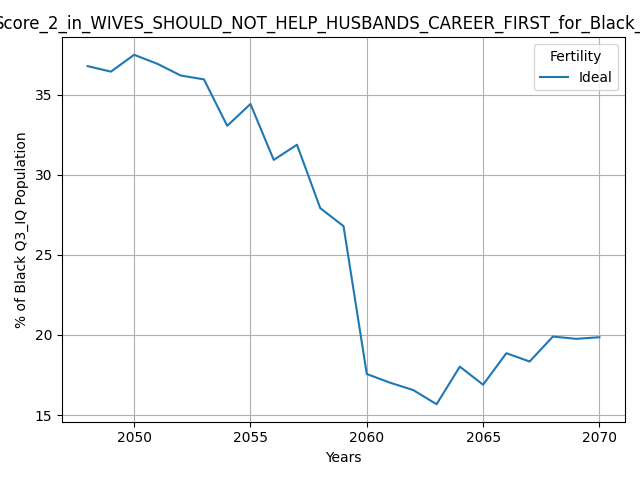 Score_2_in_WIVES_SHOULD_NOT_HELP_HUSBANDS_CAREER_FIRST_for_Black_
Fertility
Ideal
% of Black Q3_IQ Population
35
30
25
20
15
2050 2055 2060 2065 2070
Years